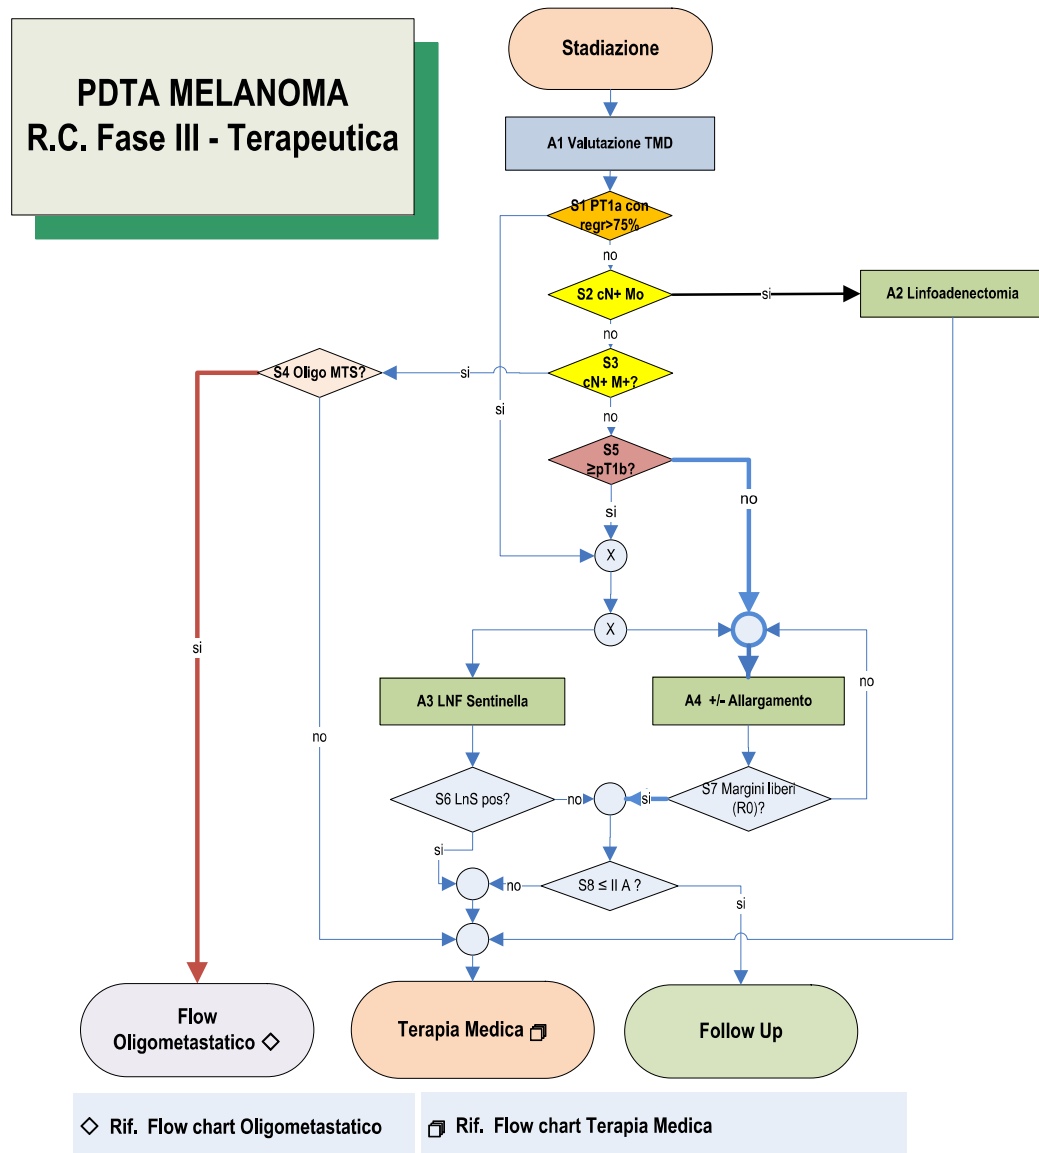 Stadiazione
PDTA MELANOMA
R.C. Fase III - Terapeutica
A1 Valutazione TMD
S1 PT1a con
regr>75%
no
S2 cN+ Mo
sí
A2 Linfoadenectomia
no
S4 Oligo MTS?
si
S3
cN+ M+?
si
no
S5
≥pT1b?
no
si
X
X
si
no
A3 LNF Sentinella
A4 +/- Allargamento
no
S6 LnS pos?
no
si
S7 Margini liberi
(R0)?
si
no
S8 ≤ II A ?
si
Flow
Oligometastatico ◇
Terapia Medica
Follow Up
◇ Rif. Flow chart Oligometastatico
Rif. Flow chart Terapia Medica